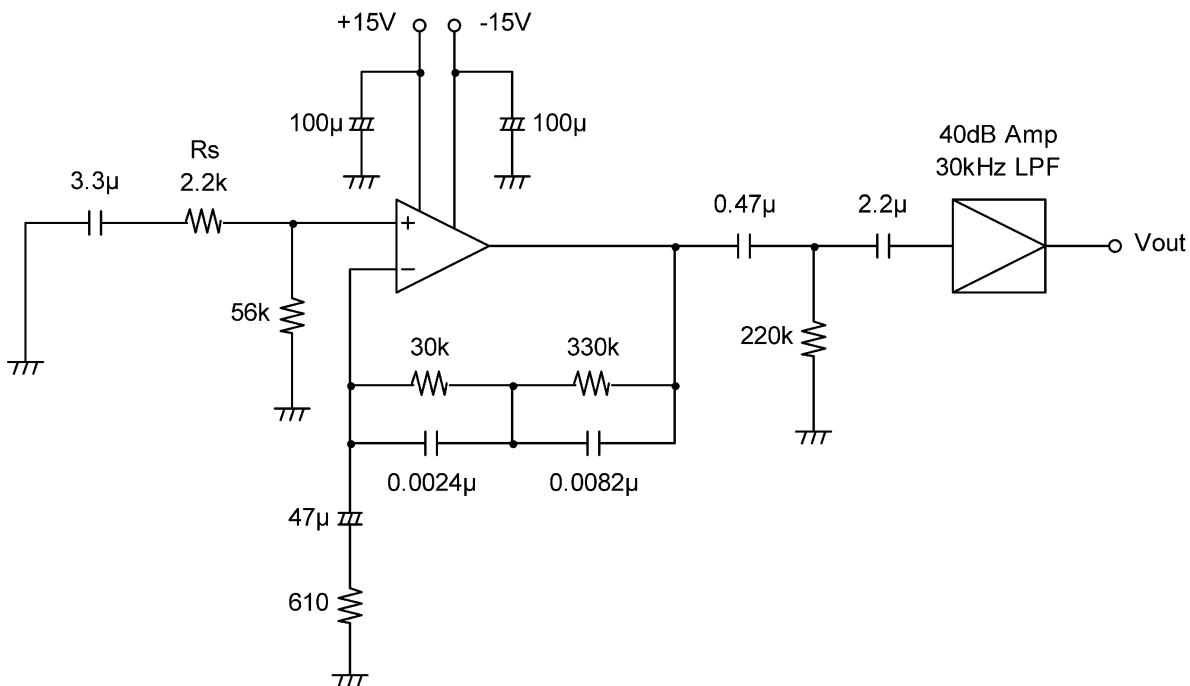 +15V
-15V
100µ
100µ
40dB Amp
30kHz LPF
Rs
2.2k
3.3µ
0.47µ
2.2µ
+
−
Vout
56k
220k
30k
330k
0.0024µ
0.0082µ
47µ
610